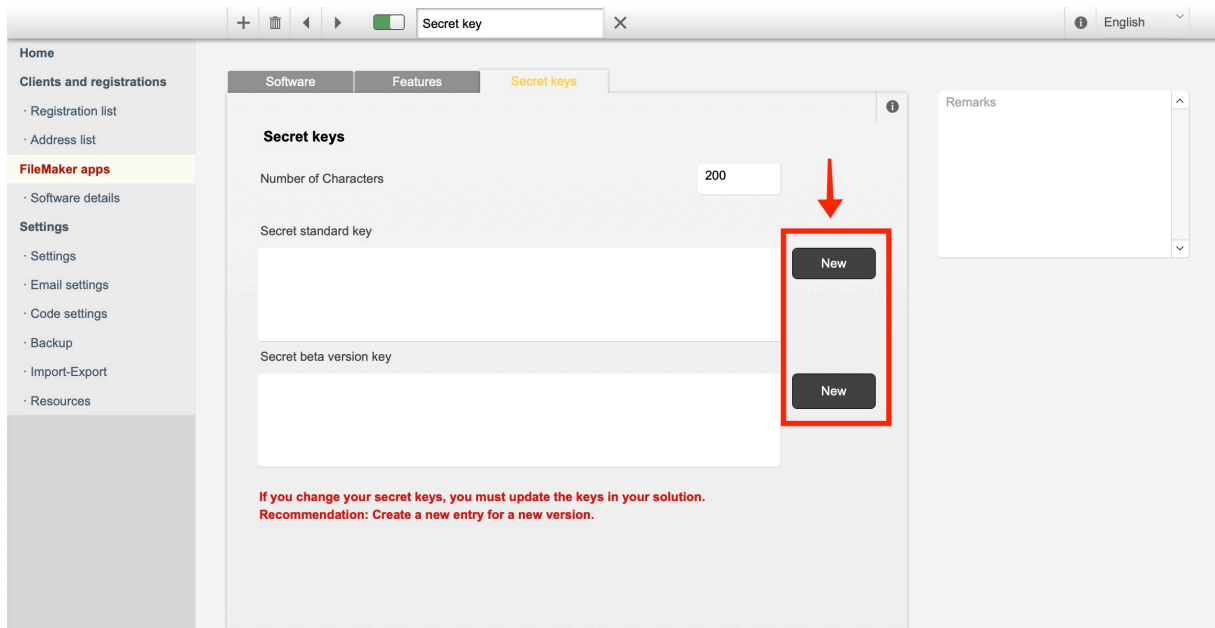 Secret key
English
Home
Clients and registrations
· Registration list
· Address list
FileMaker apps
· Software details
Settings
· Settings
· Email settings
· Code settings
· Backup
· Import-Export
· Resources
Software
Features
Secret keys
Secret keys
Number of Characters
200
Secret standard key
New
Secret beta version key
New
If you change your secret keys, you must update the keys in your solution.
Recommendation: Create a new entry for a new version.
Remarks